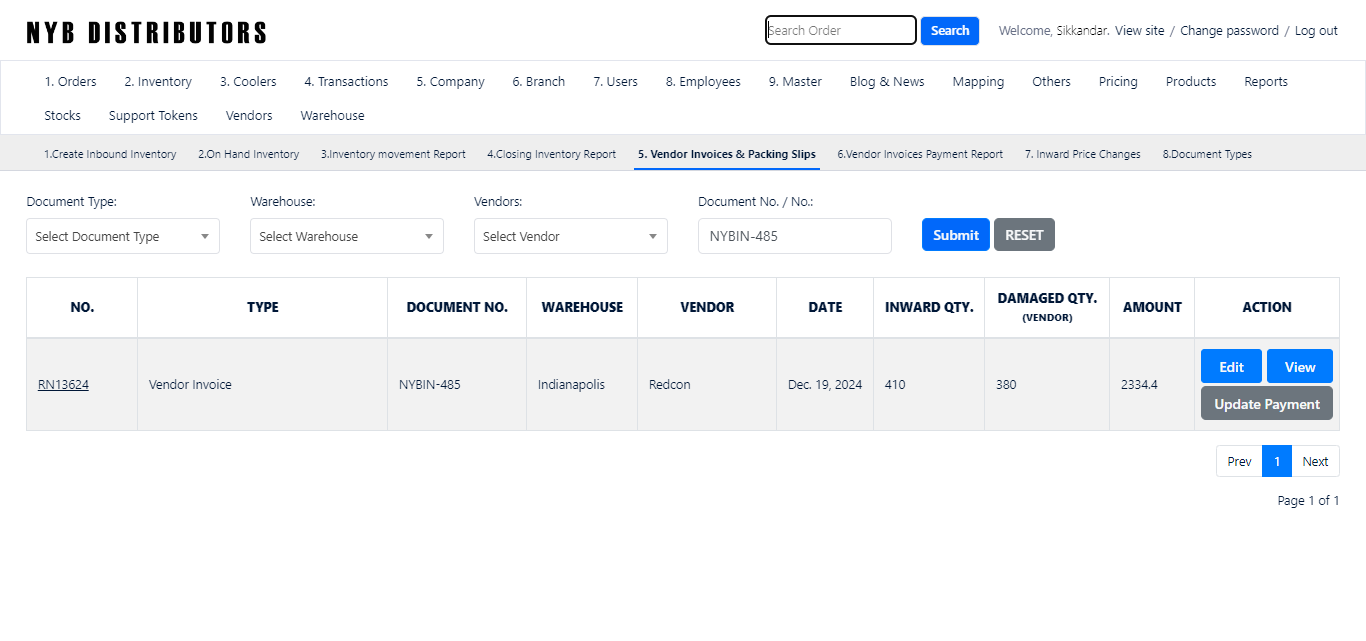 NYB DISTRIBUTORS
Search Order Search Welcome, Sikkandar. View site / Change password / Log out
1. Orders 2. Inventory 3. Coolers 4. Transactions 5. Company 6. Branch 7. Users 8. Employees 9. Master Blog & News Mapping Others Pricing Products Reports
Stocks Support Tokens Vendors Warehouse
1.Create Inbound Inventory 2.On Hand Inventory 3.Inventory movement Report 4.Closing Inventory Report 5. Vendor Invoices & Packing Slips 6.Vendor Invoices Payment Report 7. Inward Price Changes 8.Document Types
Document Type: Warehouse: Vendors: Document No. / No.:
Select Document Type Select Warehouse Select Vendor NYBIN-485 Submit RESET
NO. TYPE DOCUMENT NO. WAREHOUSE VENDOR DATE INWARD QTY. DAMAGED QTY. AMOUNT ACTION
(VENDOR)
RN13624 Vendor Invoice NYBIN-485 Indianapolis Redcon Dec. 19, 2024 410 380 2334.4 Edit View
Update Payment
Prev 1 Next
Page 1 of 1